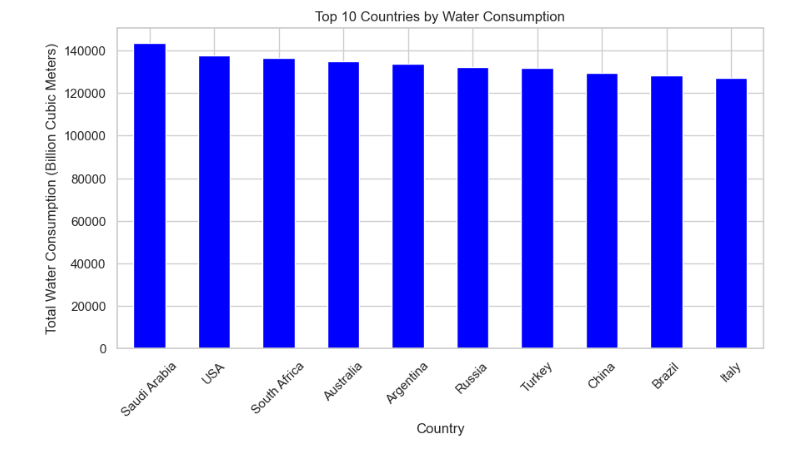 Top 10 Countries by Water Consumption
Total Water Consumption (Billion Cubic Meters)
140000
120000
100000
80000
60000
40000
20000
0
Saudi Arabia
USA
South Africa
Australia
Argentina
Russia
Turkey
China
Brazil
Italy
Country